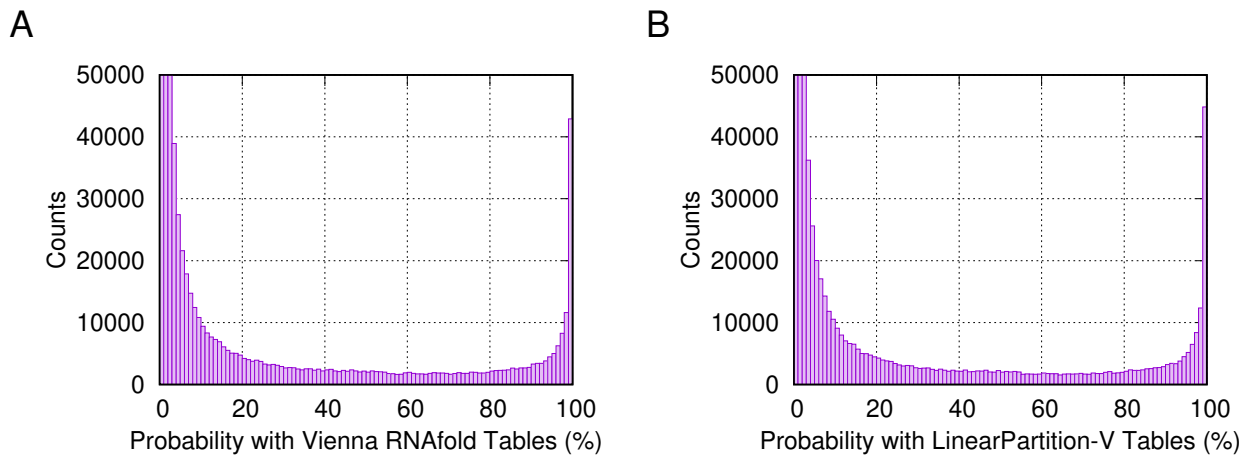 A
50000
40000
30000
20000
10000
0
Counts
0 20 40 60 80 100
Probability with Vienna RNAfold Tables (%)
B
50000
40000
30000
20000
10000
0
Counts
0 20 40 60 80 100
Probability with LinearPartition-V Tables (%)